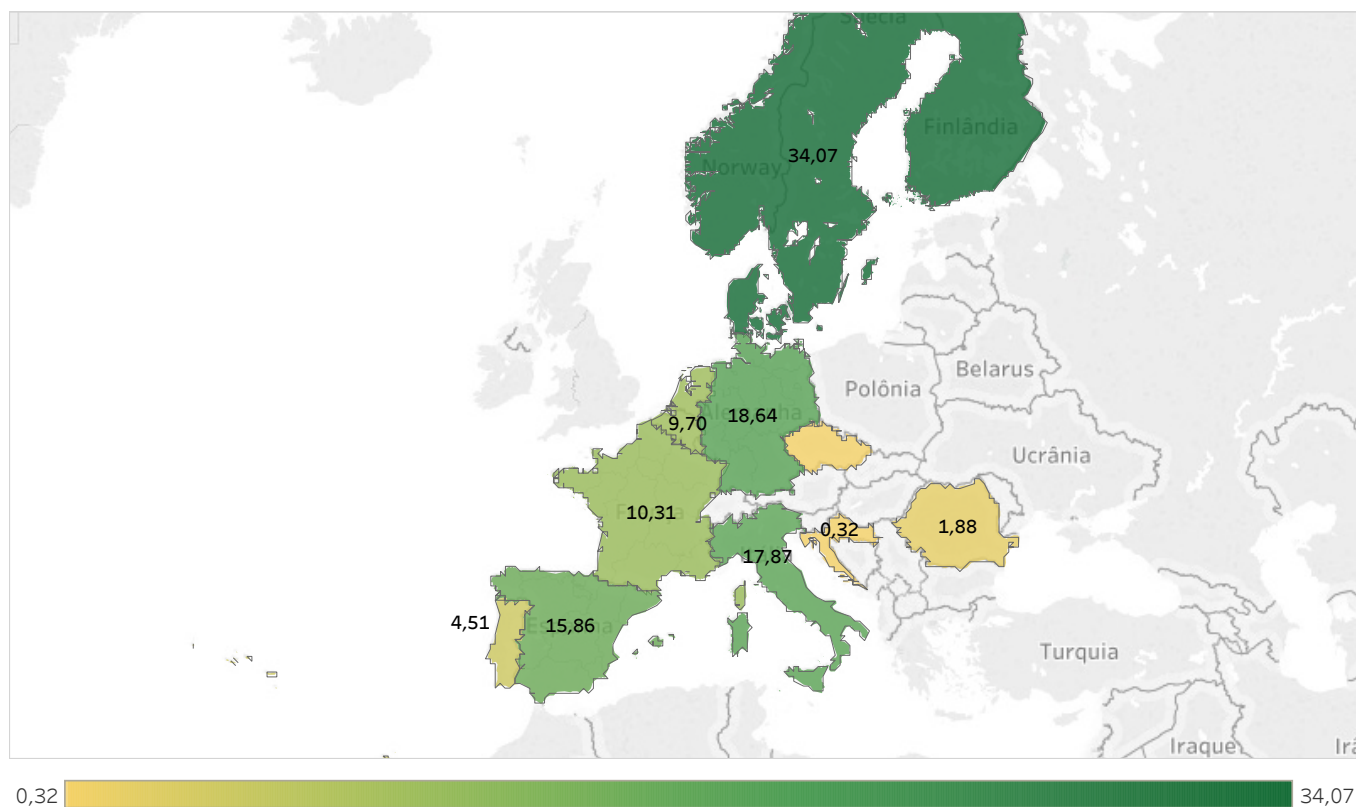 Suécia
Finlândia
34,07
Norway
Belarus
Polônia
18,64
9,70
Ucrânia
10,31
1,88
0,32
17,87
4,51
15,86
Turquia
Iraque
0,32
34,07